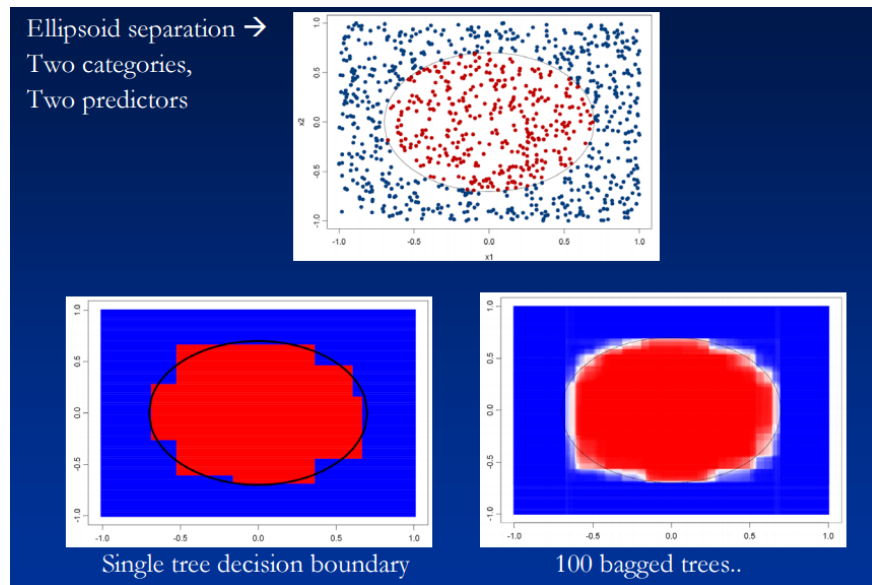 Ellipsoid separation →
Two categories,
Two predictors
1.0
0.5
0.0
-0.5
-1.0
x2
-1.0 -0.5 0.0 0.5 1.0
x1
1.0
0.5
0.0
-0.5
-1.0
-1.0 -0.5 0.0 0.5 1.0
Single tree decision boundary
1.0
0.5
0.0
-0.5
-1.0
-1.0 -0.5 0.0 0.5 1.0
100 bagged trees..